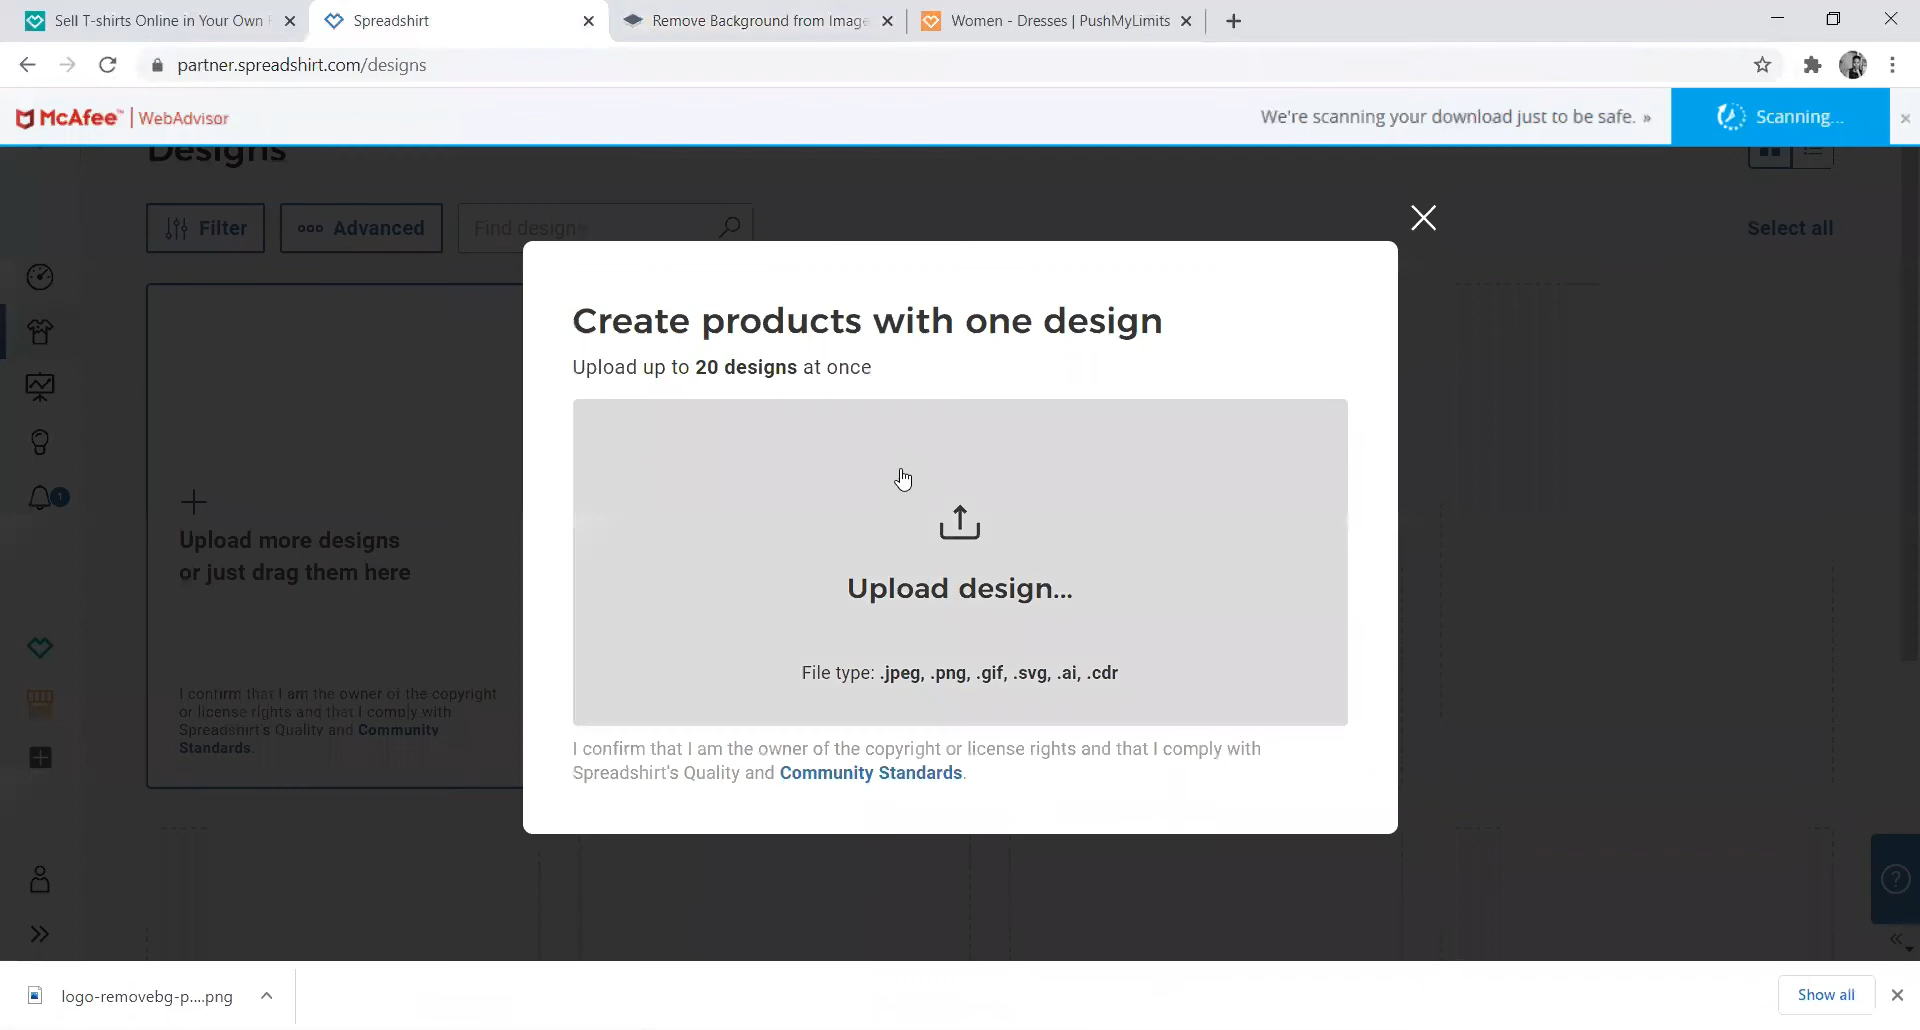 Sell T-shirts Online in Your Own
Spreadshirt
Remove Background from Image
Women - Dresses | PushMyLimits
partner.spreadshirt.com/designs
McAfee™ | WebAdvisor
We're scanning your download just to be safe. »
Scanning...
Designs
Filter
Advanced
Find designs
Select all
Create products with one design
Upload up to 20 designs at once
Upload design...
File type: .jpeg, .png, .gif, .svg, .ai, .cdr
I confirm that I am the owner of the copyright or license rights and that I comply with
Spreadshirt's Quality and Community Standards.
1
Upload more designs
or just drag them here
I confirm that I am the owner of the copyright
or license rights and that I comply with
Spreadshirt's Quality and Community
Standards.
logo-removebg-p....png
Show all